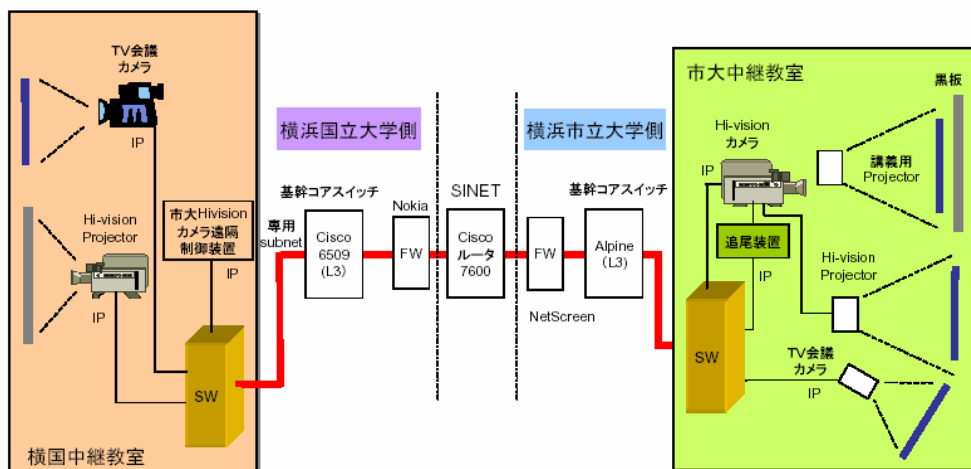 TV会議
カメラ
IP
Hi-vision
Projector
IP
市大Hivision
カメラ遠隔
制御装置
IP
SW
横国中継教室
横浜国立大学側
専用
subnet
基幹コアスイッチ
Cisco
6509
(L3)
Nokia
FW
SINET
Cisco
ルータ
7600
横浜市立大学側
FW
NetScreen
基幹コアスイッチ
Alpine
(L3)
市大中継教室
黒板
Hi-vision
カメラ
IP
講義用
Projector
追尾装置
IP
Hi-vision
Projector
SW
TV会議
カメラ
IP